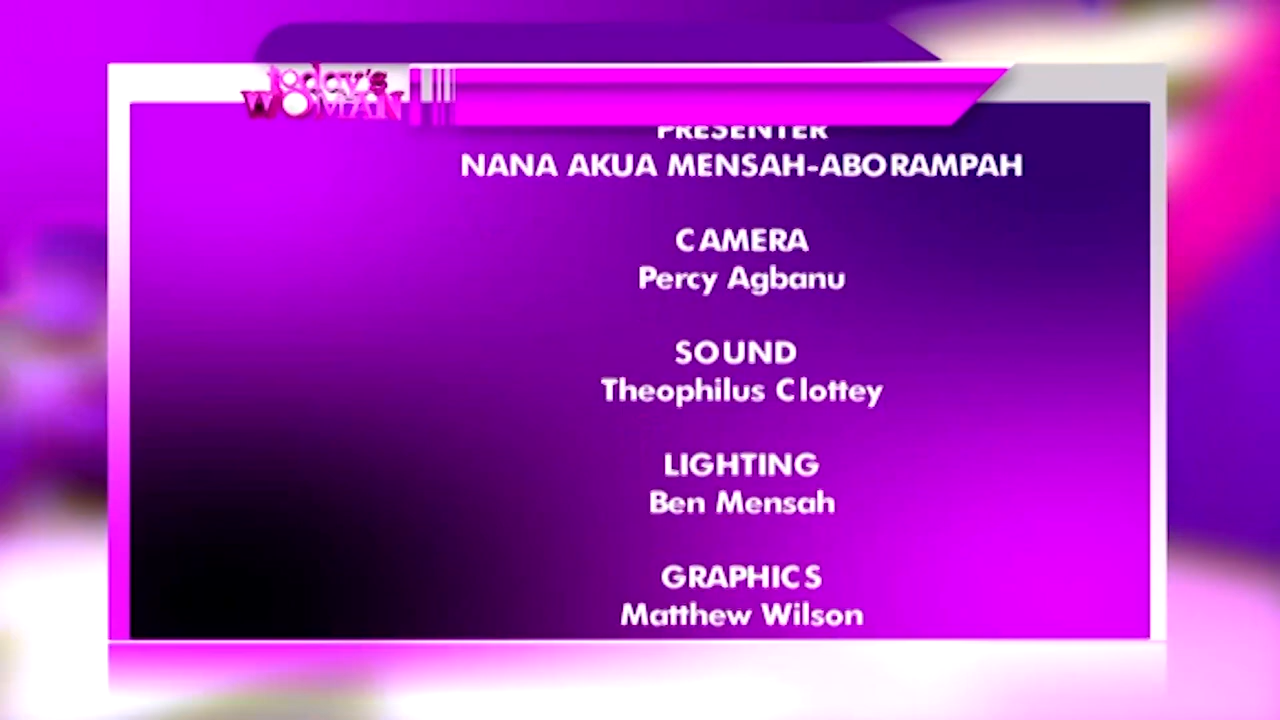 today's
WOMAN
PRESENTER
NANA AKUA MENSAH-ABORAMPAH
CAMERA
Percy Agbanu
SOUND
Theophilus Clottey
LIGHTING
Ben Mensah
GRAPHICS
Matthew Wilson